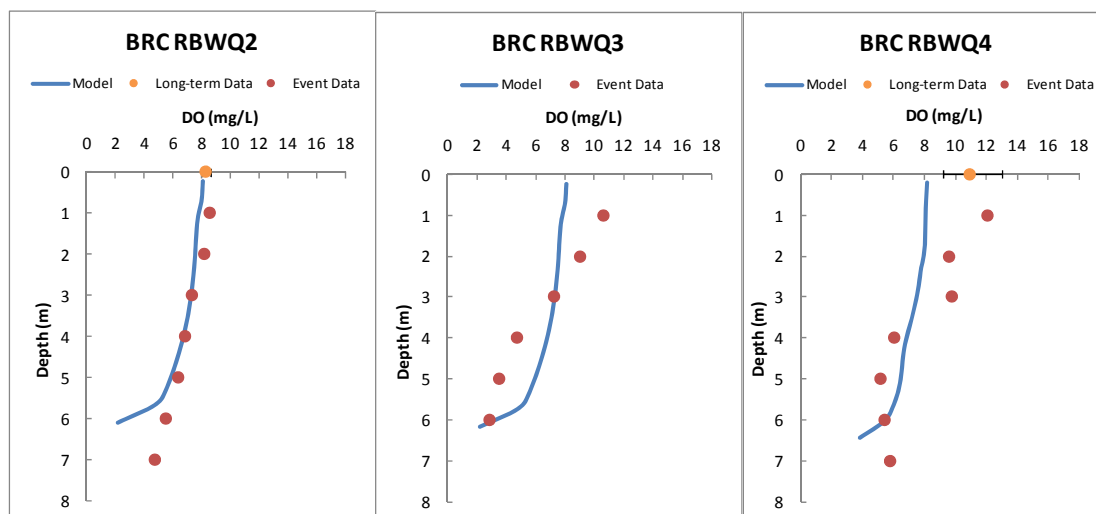 BRC RBWQ2
Model Long-term Data Event Data
DO (mg/L)
0 2 4 6 8 10 12 14 16 18
0
1
2
3
4
5
6
7
8
Depth (m)
BRC RBWQ3
Model Event Data
DO (mg/L)
0 2 4 6 8 10 12 14 16 18
0
1
2
3
4
5
6
7
8
Depth (m)
BRC RBWQ4
Model Long-term Data Event Data
DO (mg/L)
0 2 4 6 8 10 12 14 16 18
0
1
2
3
4
5
6
7
8
Depth (m)